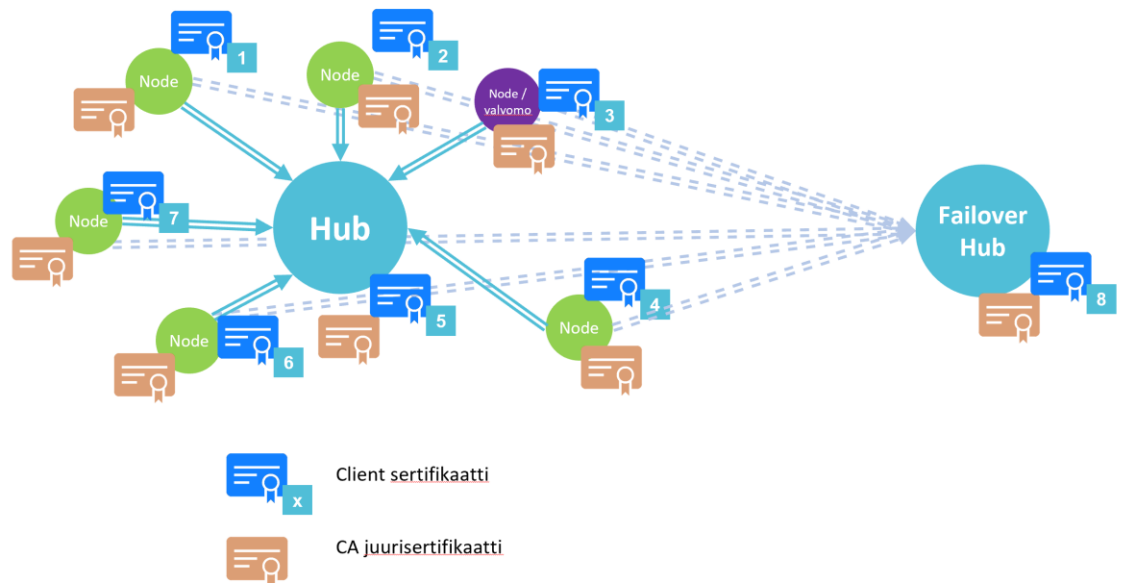 1
2
Node
Node
Node /
valvomo
3
Node
7
Hub
Failover
Hub
Node
6
5
Node
4
8
x
Client sertifikaatti
CA juurisertifikaatti